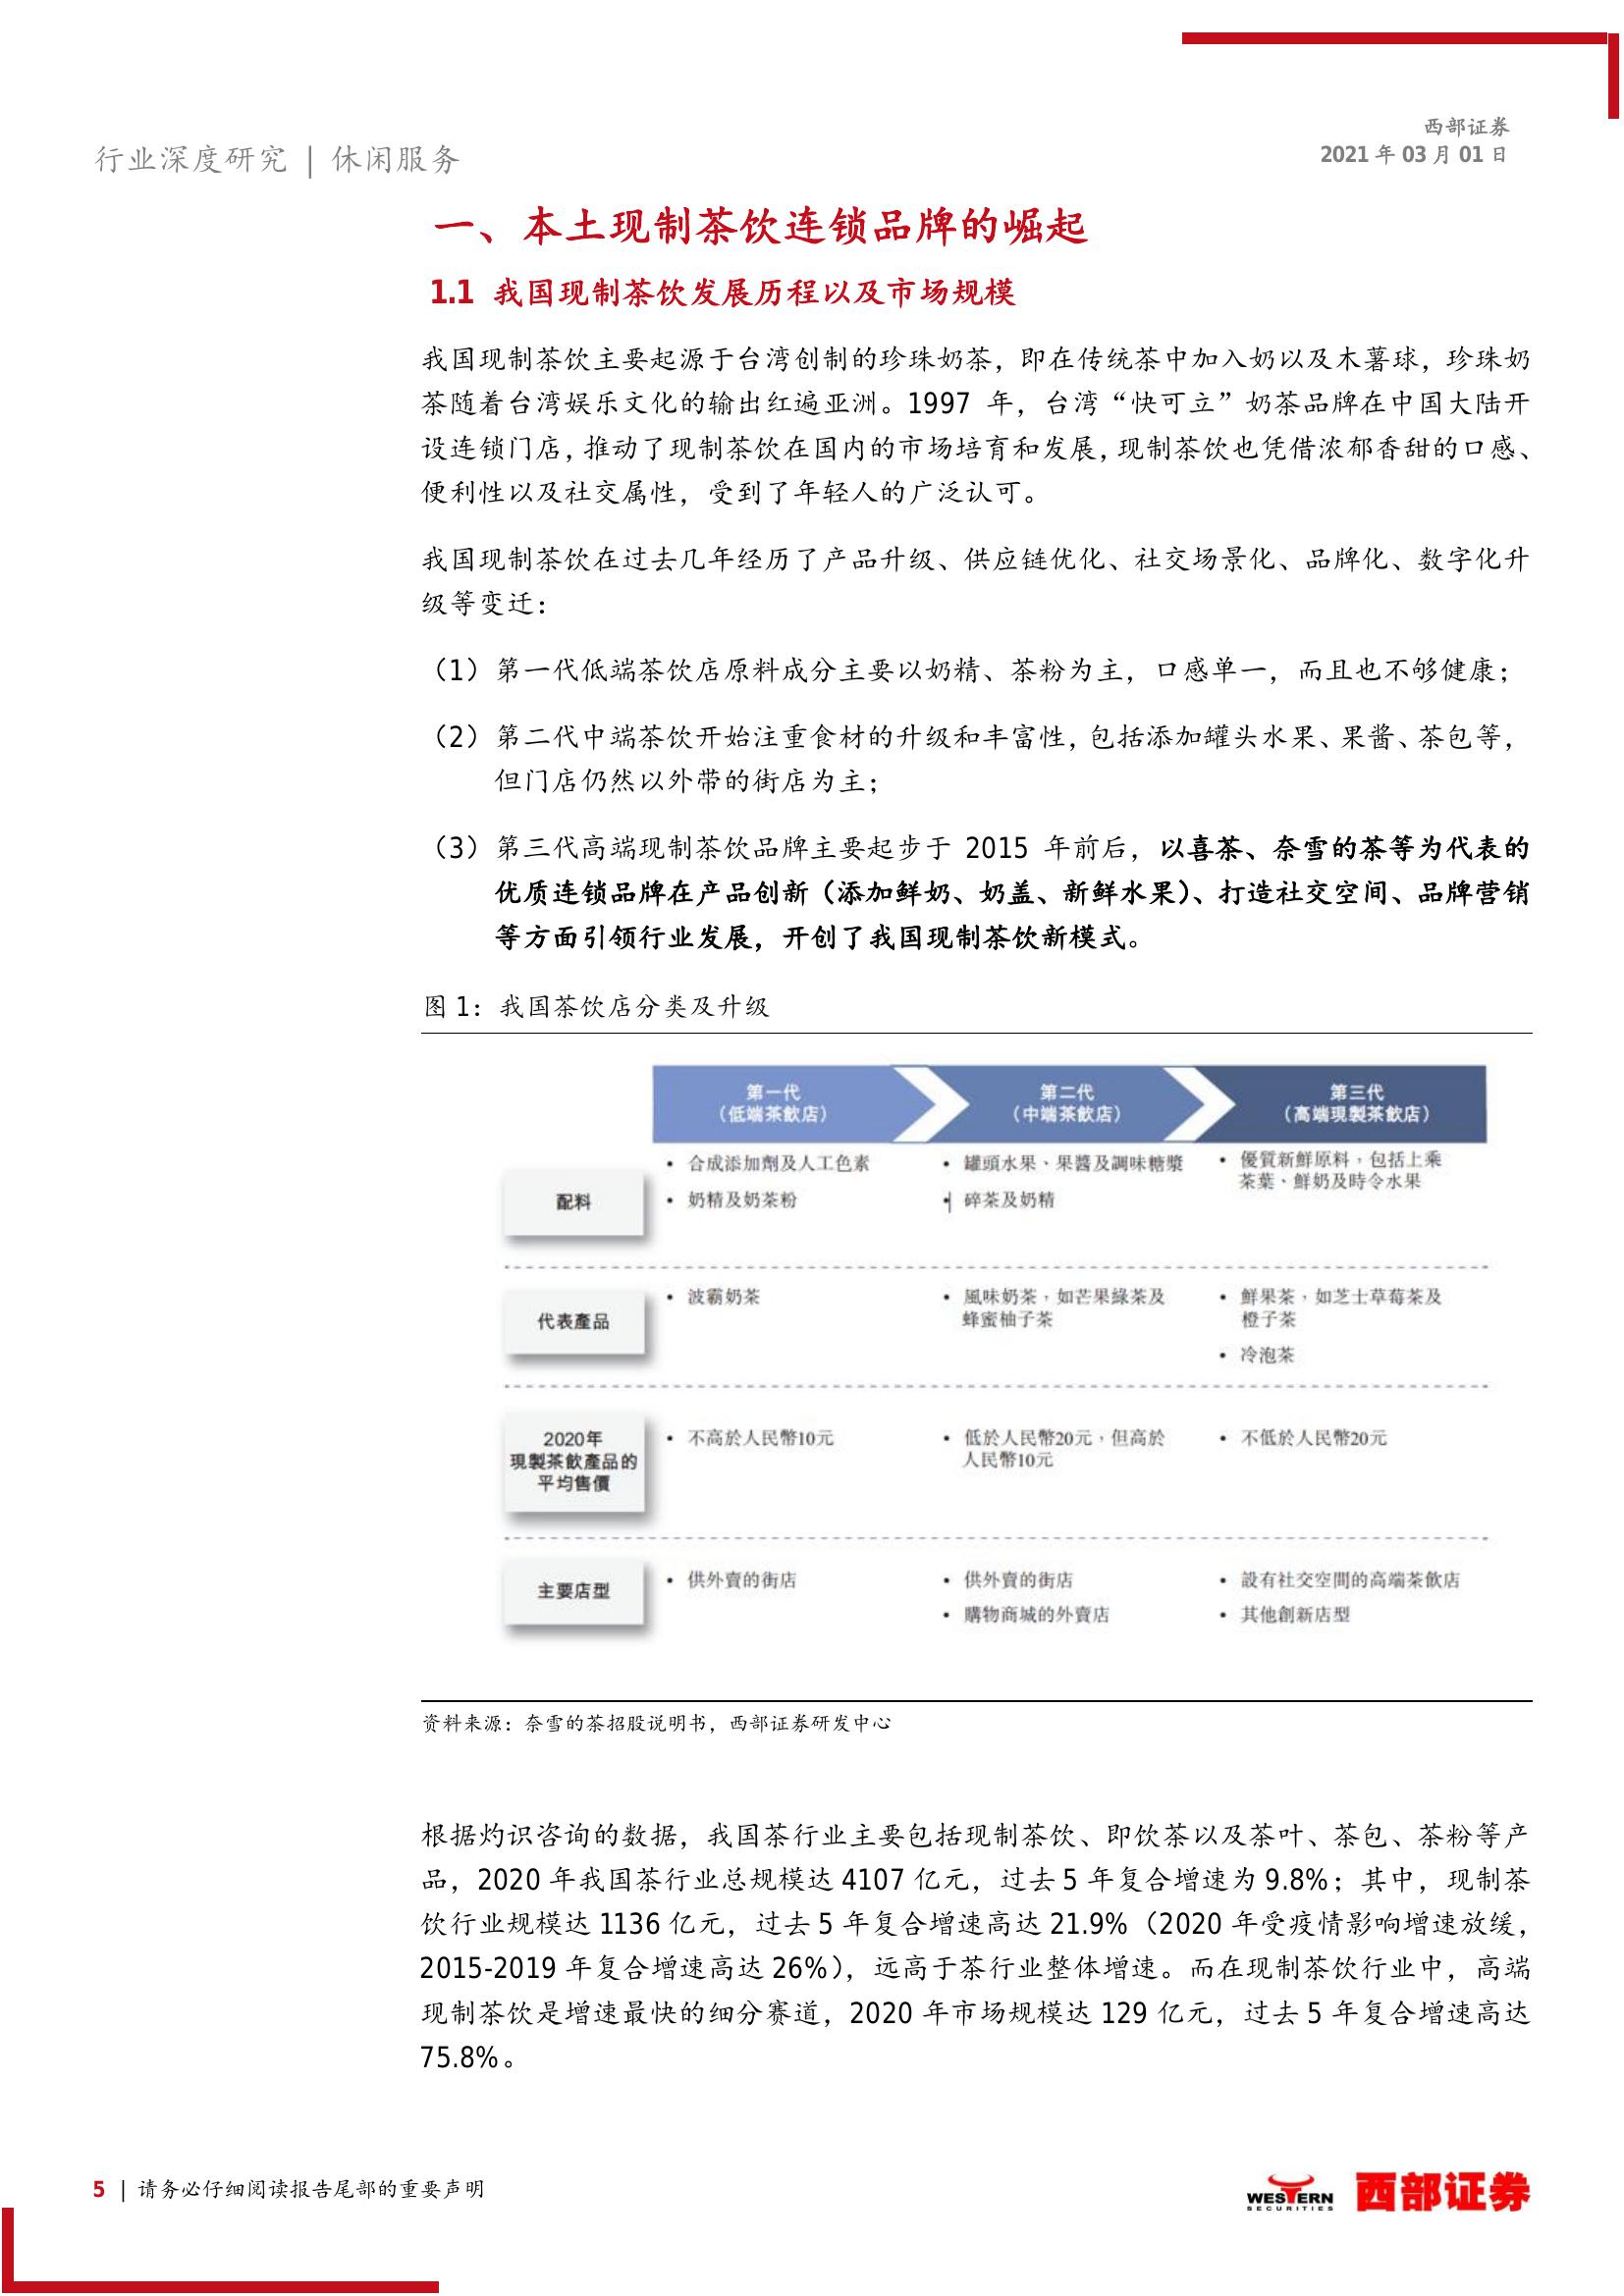 西部证券
2021 年 03 月 01 日
行业深度研究 | 休闲服务
一、本土现制茶饮连锁品牌的崛起
1.1 我国现制茶饮发展历程以及市场规模
我国现制茶饮主要起源于台湾创制的珍珠奶茶，即在传统茶中加入奶以及木薯球，珍珠奶
茶随着台湾娱乐文化的输出红遍亚洲。1997 年，台湾“快可立”奶茶品牌在中国大陆开
设连锁门店，推动了现制茶饮在国内的市场培育和发展，现制茶饮也凭借浓郁香甜的口感、
便利性以及社交属性，受到了年轻人的广泛认可。
我国现制茶饮在过去几年经历了产品升级、供应链优化、社交场景化、品牌化、数字化升
级等变迁：
（1）第一代低端茶饮店原料成分主要以奶精、茶粉为主，口感单一，而且也不够健康；
（2）第二代中端茶饮开始注重食材的升级和丰富性，包括添加罐头水果、果酱、茶包等，
但门店仍然以外带的街店为主；
（3）第三代高端现制茶饮品牌主要起步于 2015 年前后，以喜茶、奈雪的茶等为代表的
优质连锁品牌在产品创新（添加鲜奶、奶盖、新鲜水果）、打造社交空间、品牌营销
等方面引领行业发展，开创了我国现制茶饮新模式。
图 1：我国茶饮店分类及升级
第一代
（低端茶飲店）
第二代
（中端茶飲店）
第三代
（高端現製茶飲店）
配料
• 合成添加劑及人工色素
• 奶精及奶茶粉
• 罐頭水果、果醬及調味糖漿
• 碎茶及奶精
• 優質新鮮原料，包括上乘
茶葉、鮮奶及時令水果
代表產品
• 波霸奶茶
• 風味奶茶，如芒果綠茶及
蜂蜜柚子茶
• 鮮果茶，如芝士草莓茶及
橙子茶
• 冷泡茶
2020年
現製茶飲產品的
平均售價
• 不高於人民幣10元
• 低於人民幣20元，但高於
人民幣10元
• 不低於人民幣20元
主要店型
• 供外賣的街店
• 供外賣的街店
• 購物商城的外賣店
• 設有社交空間的高端茶飲店
• 其他創新店型
资料来源：奈雪的茶招股说明书，西部证券研发中心
根据灼识咨询的数据，我国茶行业主要包括现制茶饮、即饮茶以及茶叶、茶包、茶粉等产
品，2020 年我国茶行业总规模达 4107 亿元，过去 5 年复合增速为 9.8%；其中，现制茶
饮行业规模达 1136 亿元，过去 5 年复合增速高达 21.9%（2020 年受疫情影响增速放缓，
2015-2019 年复合增速高达 26%），远高于茶行业整体增速。而在现制茶饮行业中，高端
现制茶饮是增速最快的细分赛道，2020 年市场规模达 129 亿元，过去 5 年复合增速高达
75.8%。
5 | 请务必仔细阅读报告尾部的重要声明
WESTERN
SECURITIES
西部证券